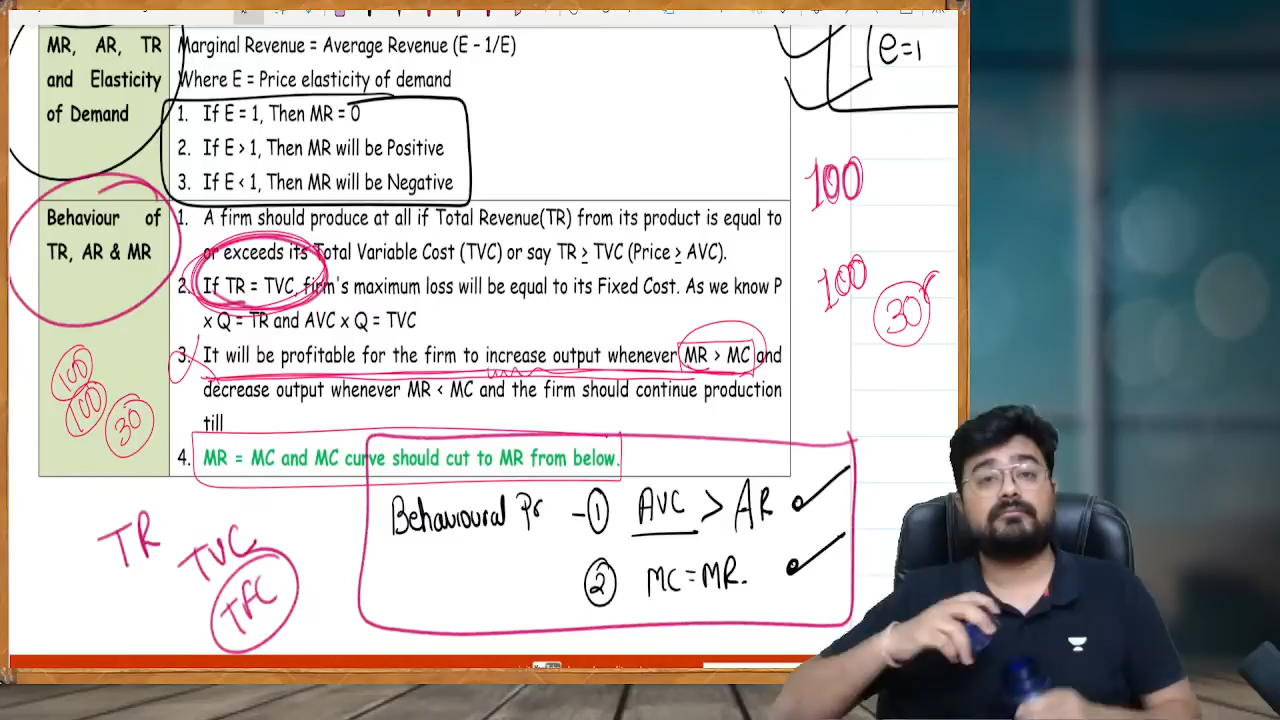 MR, AR, TR
and Elasticity
of Demand
Marginal Revenue = Average Revenue (E - 1/E)
Where E = Price elasticity of demand
1. If E = 1, Then MR = 0
2. If E > 1, Then MR will be Positive
3. If E < 1, Then MR will be Negative
e=1
Behaviour of
TR, AR & MR
1. A firm should produce at all if Total Revenue(TR) from its product is equal to
or exceeds its Total Variable Cost (TVC) or say TR ≥ TVC (Price ≥ AVC).
2. If TR = TVC, firm's maximum loss will be equal to its Fixed Cost. As we know P
x Q = TR and AVC x Q = TVC
3. It will be profitable for the firm to increase output whenever MR > MC and
decrease output whenever MR < MC and the firm should continue production
till
4. MR = MC and MC curve should cut to MR from below.
100
100
30
100
100
30
Behavioural Pr - ① AVC > AR
② MC = MR.
TR
TVC
TFC